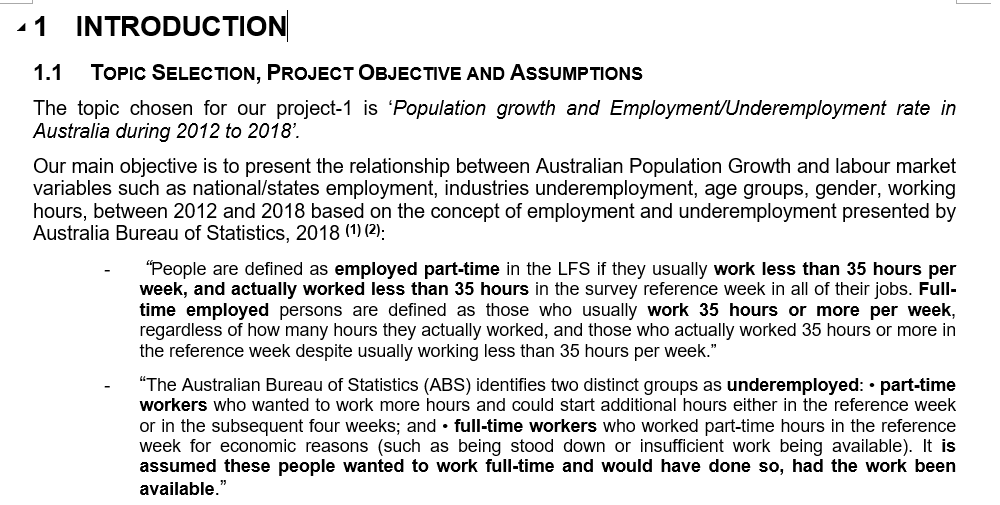 1 INTRODUCTION
1.1 TOPIC SELECTION, PROJECT OBJECTIVE AND ASSUMPTIONS
The topic chosen for our project-1 is ‘Population growth and Employment/Underemployment rate in
Australia during 2012 to 2018’.
Our main objective is to present the relationship between Australian Population Growth and labour market
variables such as national/states employment, industries underemployment, age groups, gender, working
hours, between 2012 and 2018 based on the concept of employment and underemployment presented by
Australia Bureau of Statistics, 2018 (1) (2):
- “People are defined as employed part-time in the LFS if they usually work less than 35 hours per
week, and actually worked less than 35 hours in the survey reference week in all of their jobs. Full-
time employed persons are defined as those who usually work 35 hours or more per week,
regardless of how many hours they actually worked, and those who actually worked 35 hours or more in
the reference week despite usually working less than 35 hours per week.”
- “The Australian Bureau of Statistics (ABS) identifies two distinct groups as underemployed: • part-time
workers who wanted to work more hours and could start additional hours either in the reference week
or in the subsequent four weeks; and • full-time workers who worked part-time hours in the reference
week for economic reasons (such as being stood down or insufficient work being available). It is
assumed these people wanted to work full-time and would have done so, had the work been
available.”